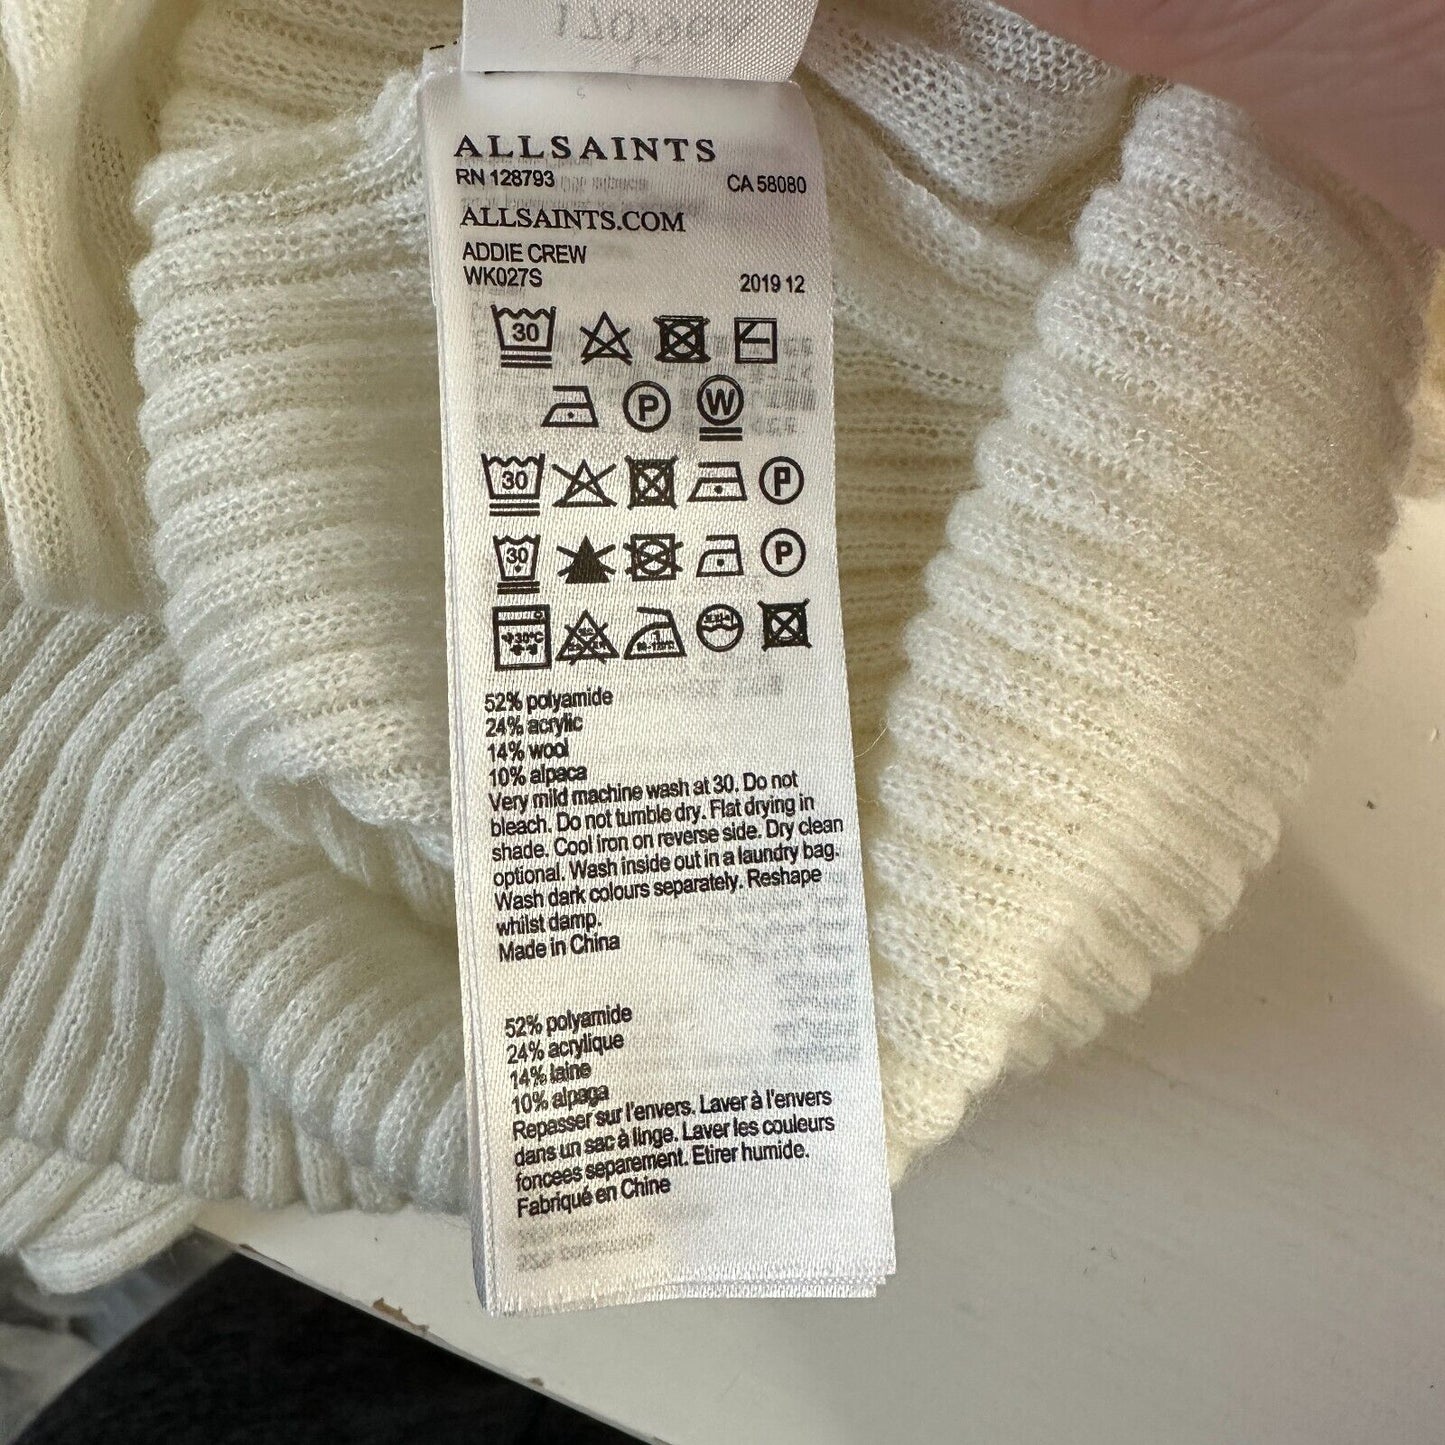 ALLSAINTS
RN 128793 CA 58080
ALLSAINTS.COM
ADDIE CREW
WK027S 2019 12
30
P W
30 P
30 P
30°C
52% polyamide
24% acrylic
14% wool
10% alpaca
Very mild machine wash at 30. Do not
bleach. Do not tumble dry. Flat drying in
shade. Cool iron on reverse side. Dry clean
optional. Wash inside out in a laundry bag.
Wash dark colours separately. Reshape
whilst damp.
Made in China
52% polyamide
24% acrylique
14% laine
10% alpaga
Repasser sur l'envers. Laver à l'envers
dans un sac à linge. Laver les couleurs
foncees separement. Etirer humide.
Fabriqué en Chine